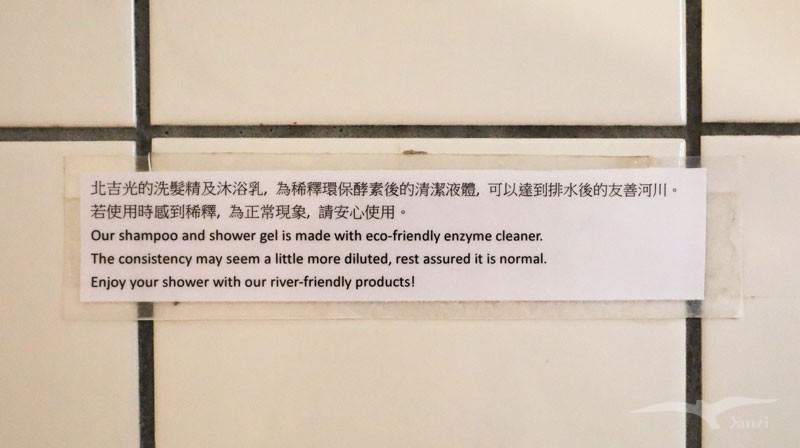 北吉光的洗髮精及沐浴乳, 為稀釋環保酵素後的清潔液體, 可以達到排水後的友善河川。
若使用時感到稀釋, 為正常現象, 請安心使用。
Our shampoo and shower gel is made with eco-friendly enzyme cleaner.
The consistency may seem a little more diluted, rest assured it is normal.
Enjoy your shower with our river-friendly products!
Yanzi